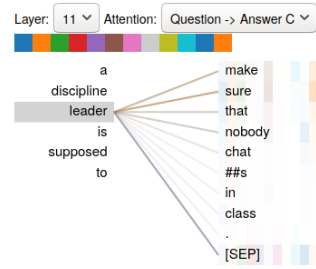 Layer: 11 Attention: Question -> Answer C
a make
discipline sure
leader that
is nobody
supposed chat
to ##s
in
class
.
[SEP]